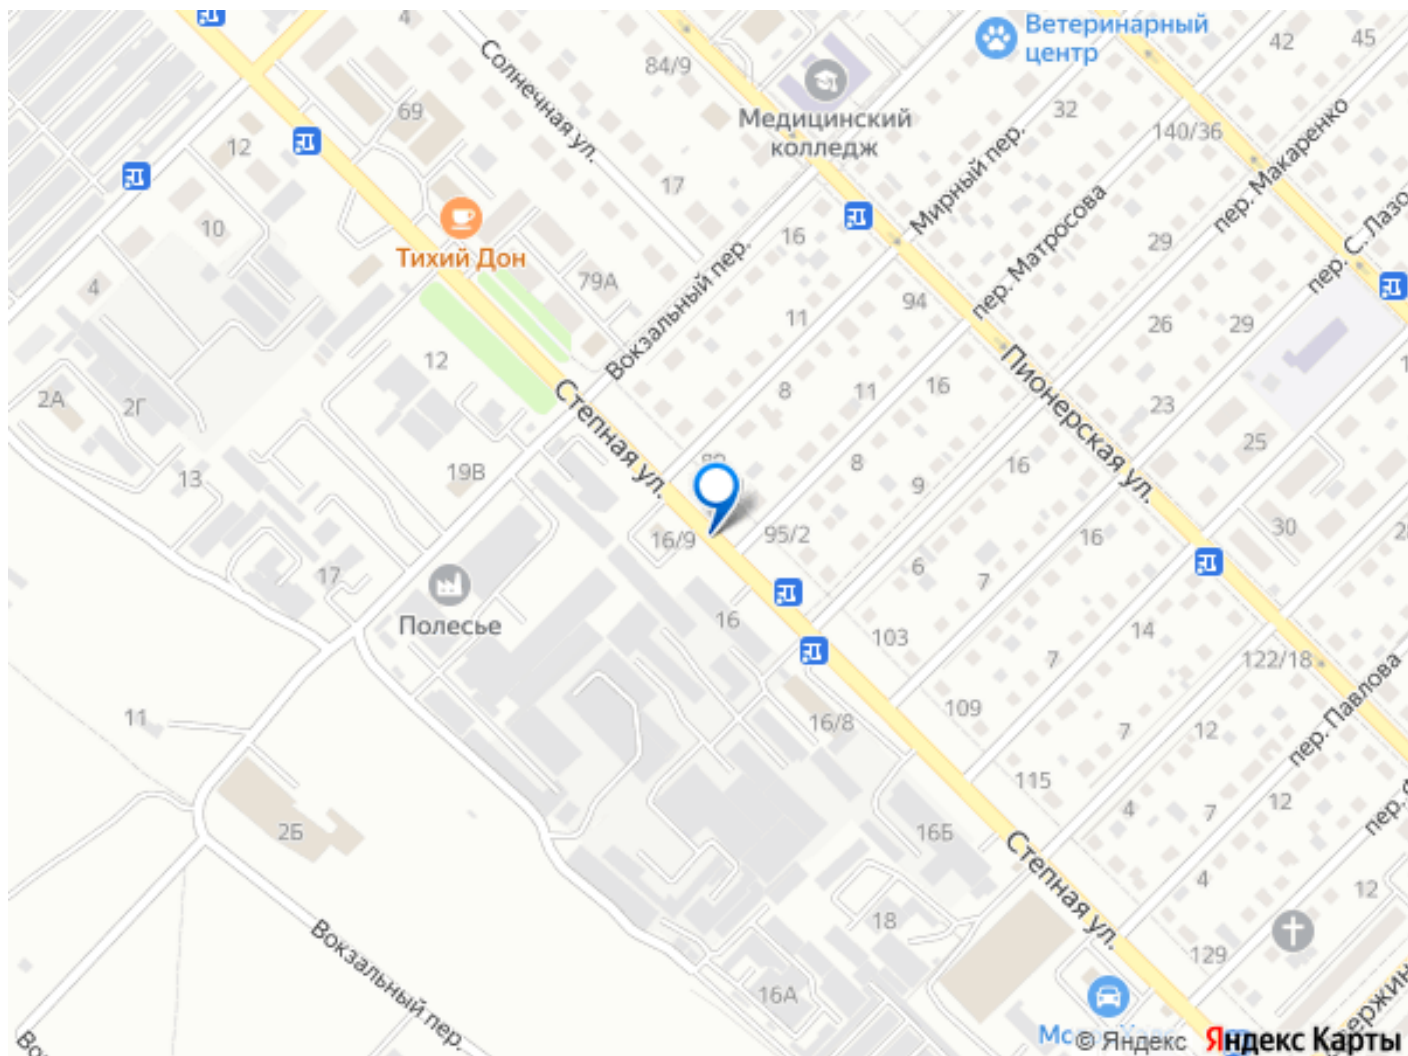 4
Ветеринарный
центр
42
45
84/9
Солнечная ул.
69
Медицинский
колледж
32
140/36
пер. Макаренко
12
Мирный пер.
17
10
16
пер. Матросова
29
пер. С. Лазо
Тихий Дон
79А
4
Вокзальный пер.
94
11
26
29
12
Степная ул.
8
11
16
Пионерская ул.
23
2А
2Г
25
13
19В
8
16
9
16/9
95/2
30
16
17
6
7
Полесье
16
103
14
7
122/18
11
109
16/8
7
12
пер. Павлова
115
4
7
12
2Б
16Б
Степная ул.
4
12
18
129
Вокзальный пер.
16А
© Яндекс
Яндекс Карты